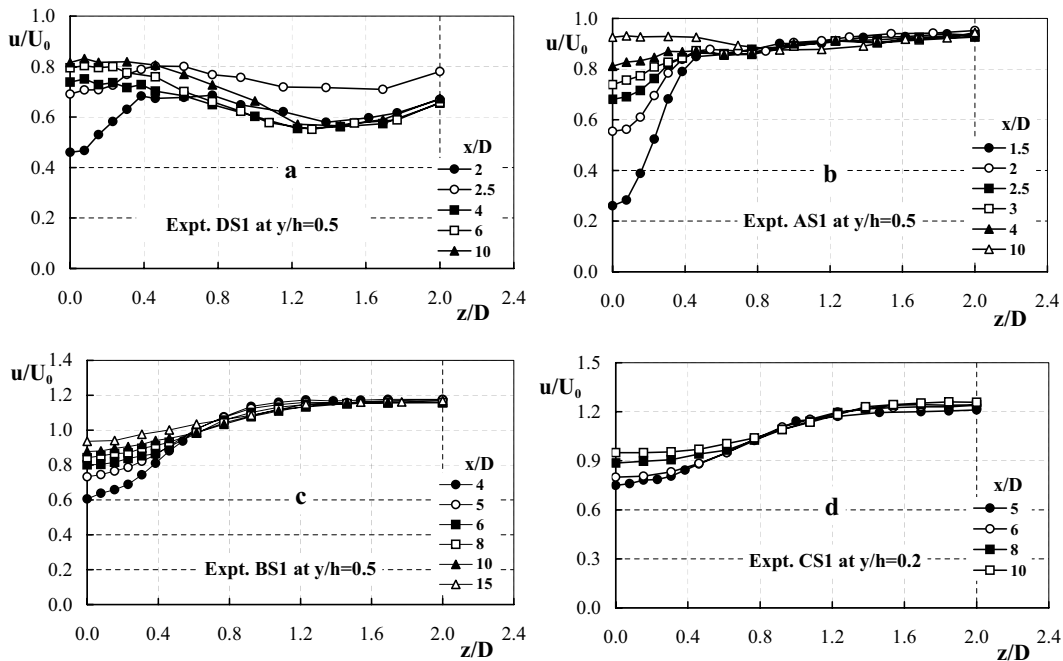 u/U₀
1.0
0.8
0.6
0.4
0.2
0.0
0.0 0.4 0.8 1.2 1.6 2.0 2.4
z/D
a
Expt. DS1 at y/h=0.5
x/D
2
2.5
4
6
10
u/U₀
1.0
0.8
0.6
0.4
0.2
0.0
0.0 0.4 0.8 1.2 1.6 2.0 2.4
z/D
b
Expt. AS1 at y/h=0.5
x/D
1.5
2
2.5
3
4
10
u/U₀
1.4
1.2
1.0
0.8
0.6
0.4
0.2
0.0
0.0 0.4 0.8 1.2 1.6 2.0 2.4
z/D
c
Expt. BS1 at y/h=0.5
x/D
4
5
6
8
10
15
u/U₀
1.5
1.2
0.9
0.6
0.3
0.0
0.0 0.4 0.8 1.2 1.6 2.0 2.4
z/D
d
Expt. CS1 at y/h=0.2
x/D
5
6
8
10